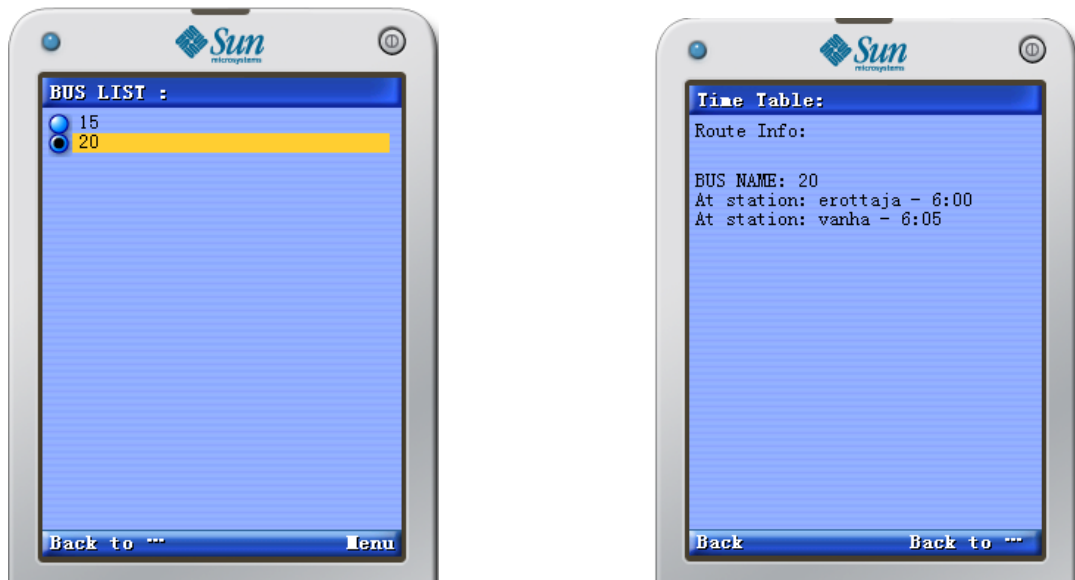 Sun
microsystems
BUS LIST :
15
20
Back to ...
Menu
Sun
microsystems
Time Table:
Route Info:
BUS NAME: 20
At station: erottaja - 6:00
At station: vanha - 6:05
Back
Back to ...